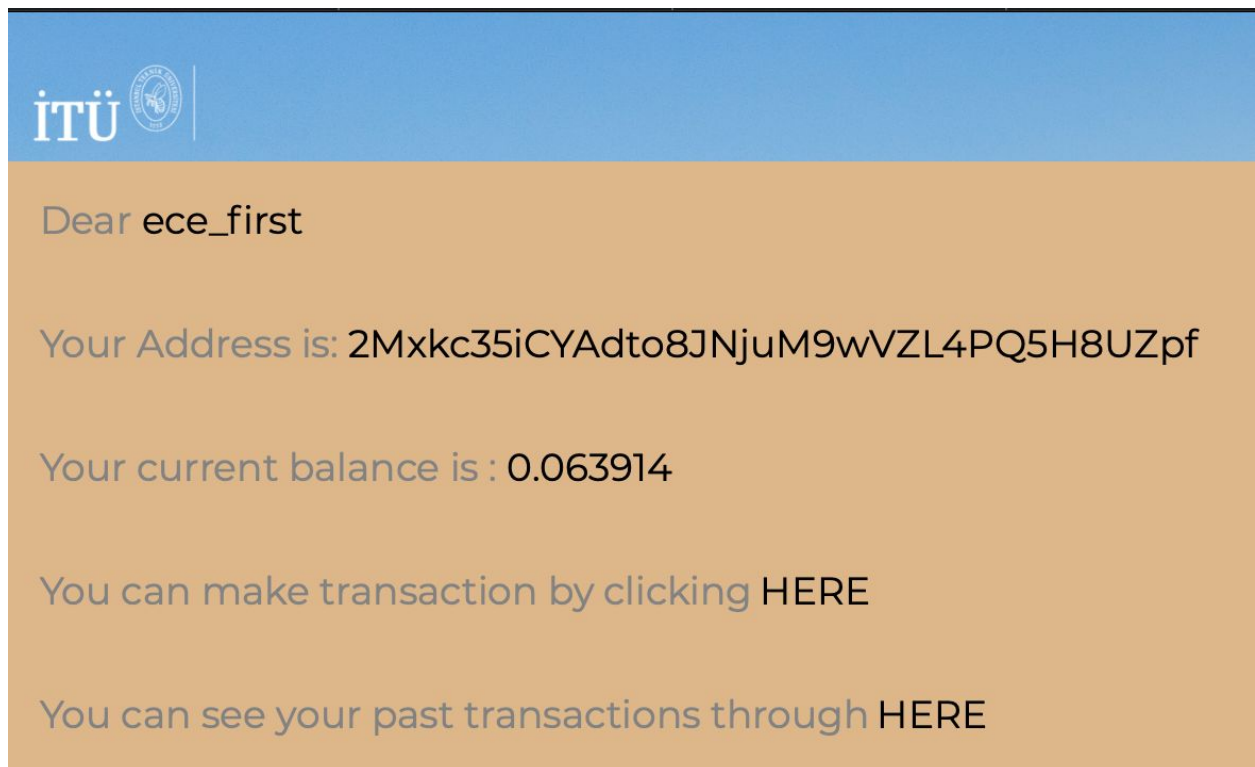 İTÜ
Dear ece_first
Your Address is: 2Mxkc35iCYAdto8JNjuM9wVZL4PQ5H8UZpf
Your current balance is : 0.063914
You can make transaction by clicking HERE
You can see your past transactions through HERE